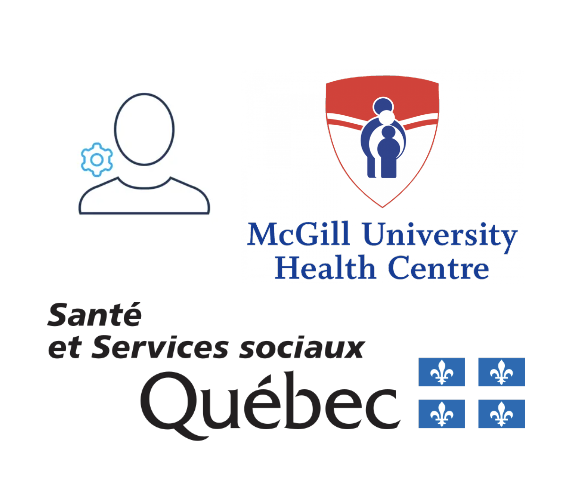 McGill University
Health Centre
Santé
et Services sociaux
Québec